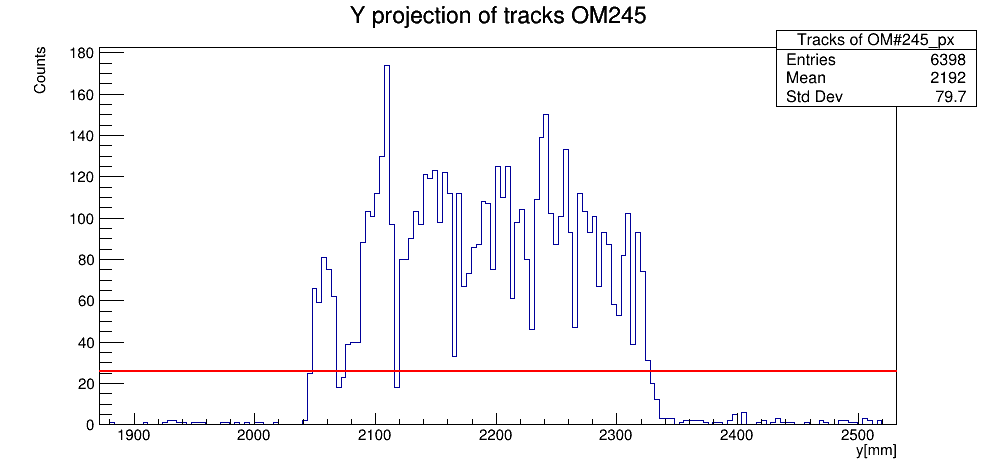 Y projection of tracks OM245
Tracks of OM#245_px
Entries 6398
Mean 2192
Std Dev 79.7
Counts
180
160
140
120
100
80
60
40
20
0
1900 2000 2100 2200 2300 2400 2500
y[mm]